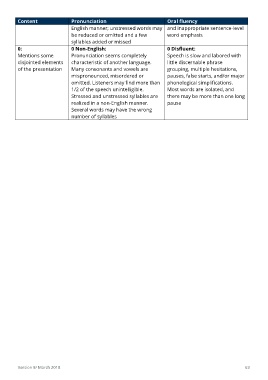 Content Pronunciation Oral fluency
English manner; unstressed words may and inappropriate sentence-level
be reduced or omitted and a few word emphasis
syllables added or missed
0: 0 Non-English: 0 Disfluent:
Mentions some Pronunciation seems completely Speech is slow and labored with
disjointed elements characteristic of another language. little discernable phrase
of the presentation Many consonants and vowels are grouping, multiple hesitations,
mispronounced, misordered or pauses, false starts, and/or major
omitted. Listeners may find more than phonological simplifications.
1/2 of the speech unintelligible. Most words are isolated, and
Stressed and unstressed syllables are there may be more than one long
realized in a non-English manner. pause
Several words may have the wrong
number of syllables